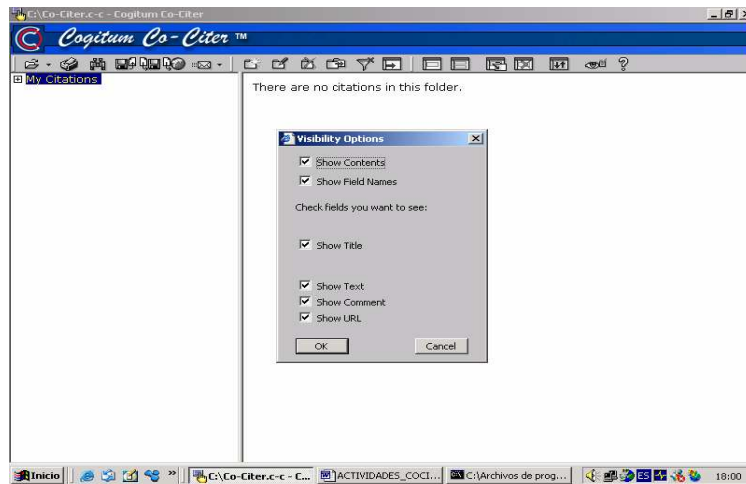 C:\Co-Citer.c-c - Cogitum Co-Citer
Cogitum Co-Citer TM
My Citations
There are no citations in this folder.
Visibility Options
Show Contents
Show Field Names
Check fields you want to see:
Show Title
Show Text
Show Comment
Show URL
OK Cancel
Inicio » C:\Co-Citer.c-c - C... ACTIVIDADES_COCI... C:\Archivos de prog... ES 18:00